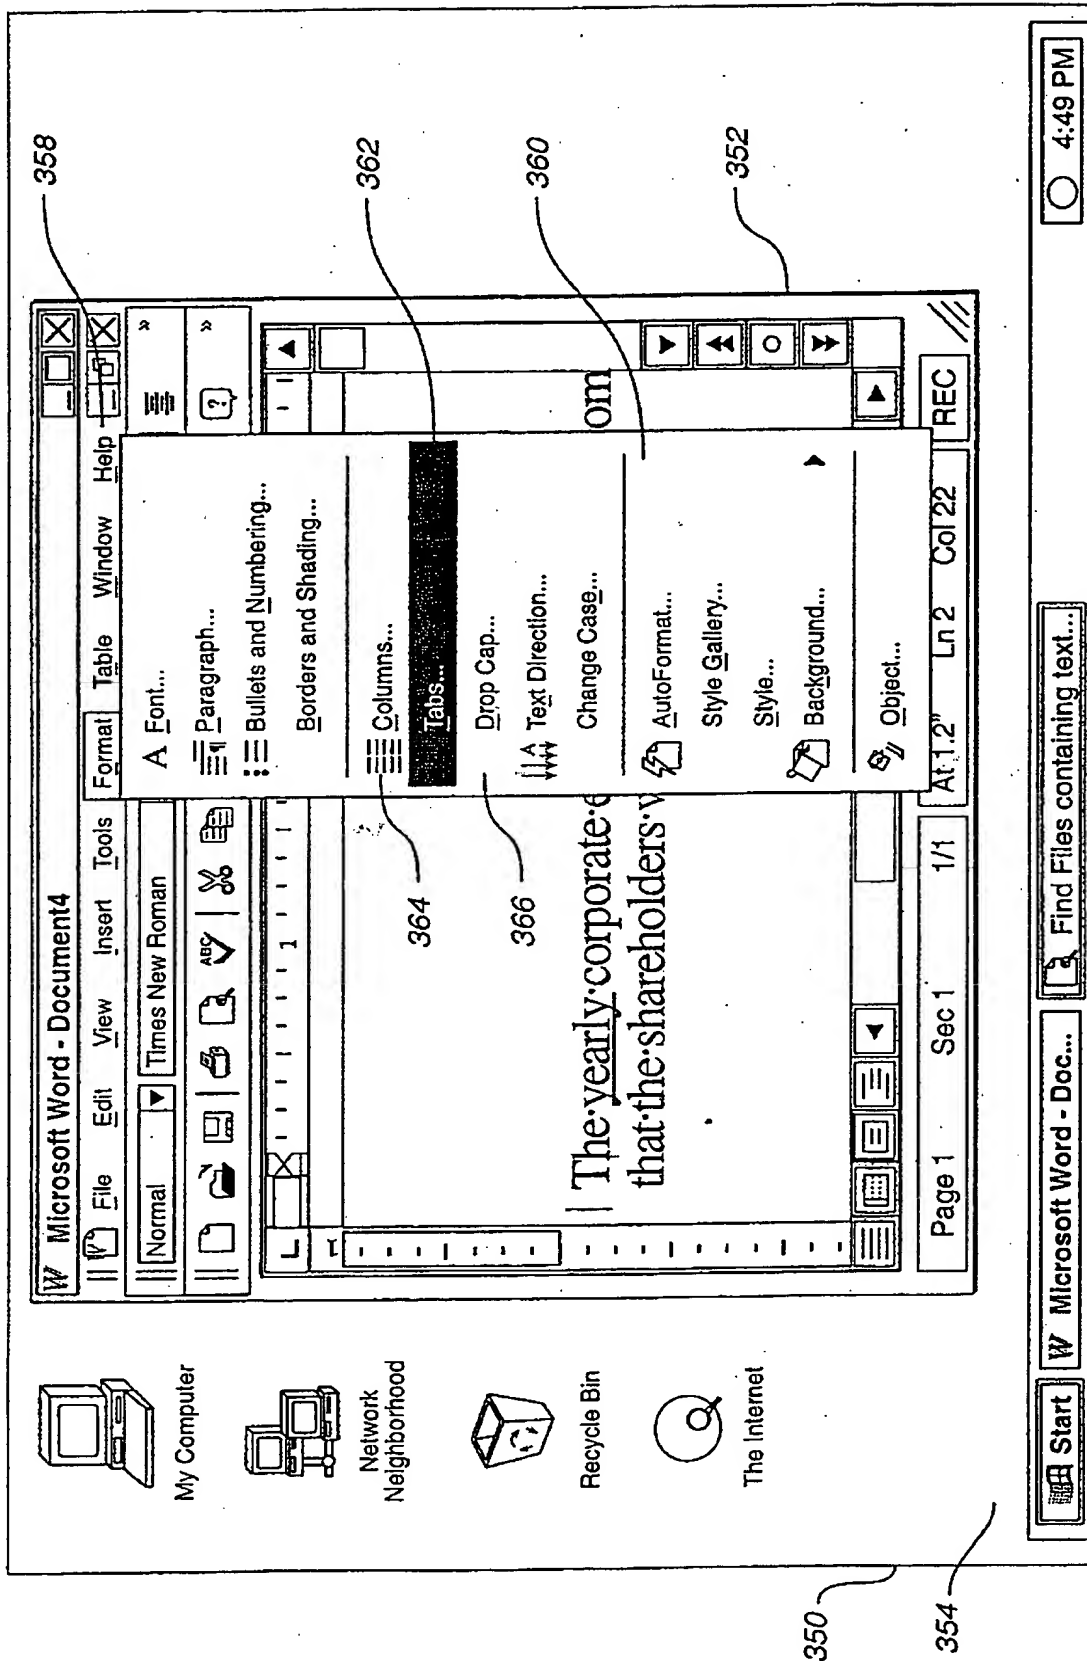 W Microsoft Word - Document4
File Edit View Insert Tools Format Table Window Help
Normal Times New Roman
ABC
?
L 1
1
The·yearly·corporate·e
om
that·the·shareholders·
A Font...
Paragraph...
Bullets and Numbering...
Borders and Shading...
Columns...
Tabs...
Drop Cap...
Text Direction...
Change Case...
AutoFormat...
Style Gallery...
Style...
Background...
Object...
Page 1 Sec 1 1/1 At 1.2" Ln 2 Col 22 REC
My Computer
Network
Neighborhood
Recycle Bin
The Internet
Start W Microsoft Word - Doc... Find Files containing text... 4:49 PM
358
362
360
352
364
366
350
354